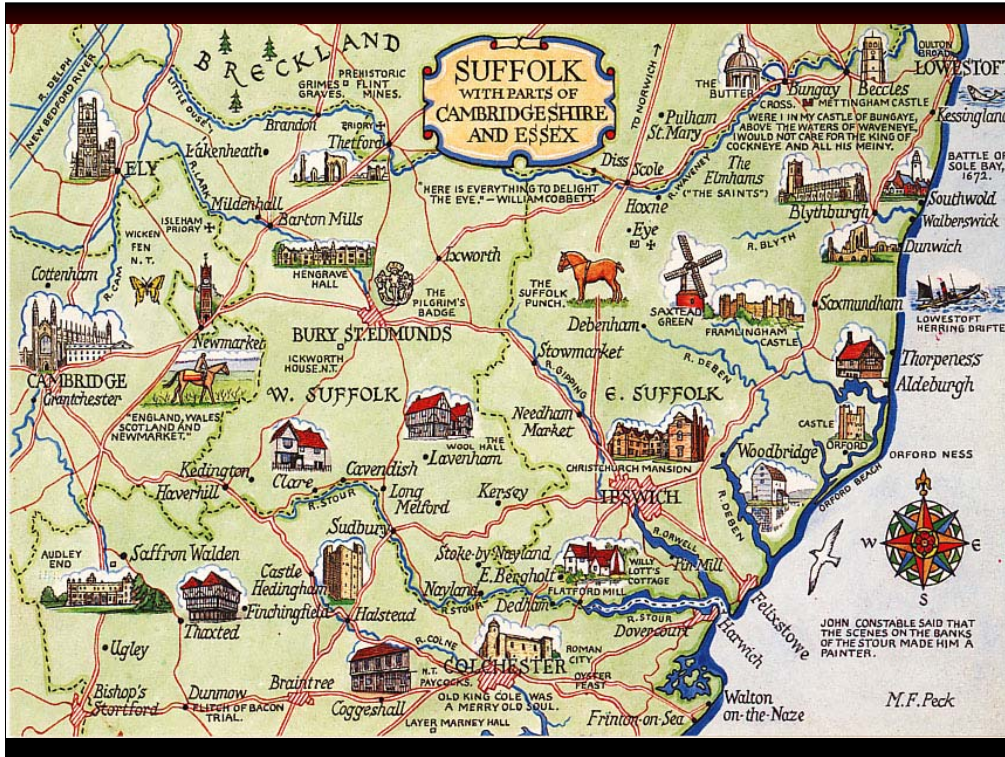 SUFFOLK
WITH PARTS OF
CAMBRIDGESHIRE
AND ESSEX
BRECKLAND
R. DELPH
NEW BEDFORD RIVER
LITTLE OUSE
PREHISTORIC
GRIMES FLINT
GRAVES. MINES.
Brandon
PRIORY
Thetford
Lakenheath
ELY
R. LARK
Mildenhall
Barton Mills
ISLEHAM
PRIORY
WICKEN
FEN
N.T.
R. CAM
Cottenham
HENGRAVE
HALL
"HERE IS EVERYTHING TO DELIGHT
THE EYE." – WILLIAM COBBETT.
Ixworth
THE
PILGRIM'S
BADGE
TO NORWICH
Pulham
St. Mary
Diss
Scole
R. WAVENEY
THE
BUTTER
CROSS.
Bungay
Beccles
OULTON
BROAD
LOWESTOFT
METTINGHAM CASTLE
WERE I IN MY CASTLE OF BUNGAYE,
ABOVE THE WATERS OF WAVENEYE,
I WOULD NOT CARE FOR THE KING OF
COCKNEYE AND ALL HIS MEINY.
Kessingland
BATTLE OF
SOLE BAY,
1672.
The
Elmhams
("THE SAINTS")
Hoxne
Eye
Blythburgh
Southwold
Walberswick
R. BLYTH
Dunwich
THE
SUFFOLK
PUNCH.
SAXTEAD
GREEN
FRAMLINGHAM
CASTLE
Saxmundham
LOWESTOFT
HERRING DRIFTER
Debenham
CAMBRIDGE
Grantchester
Newmarket
"ENGLAND, WALES,
SCOTLAND AND
NEWMARKET."
BURY ST. EDMUNDS
ICKWORTH
HOUSE. N.T.
W. SUFFOLK
Stowmarket
R. GIPPING
R. DEBEN
E. SUFFOLK
Thorpeness
Aldeburgh
Needham
Market
THE
WOOL HALL
Lavenham
CHRISTCHURCH MANSION
CASTLE
ORFORD
ORFORD NESS
ORFORD BEACH
Woodbridge
Kedington
Haverhill
Clare
Cavendish
R. STOUR
Long
Melford
Kersey
IPSWICH
R. DEBEN
Sudbury
R. ORWELL
Pin Mill
AUDLEY
END
Saffron Walden
Castle
Hedingham
Stoke-by-Nayland
Nayland
E. Bergholt
WILLY
LOTT'S
COTTAGE
FLATFORD MILL
R. STOUR
Dedham
R. STOUR
Dovercourt
Harwich
Felixstowe
W
E
S
Thaxted
Finchingfield
Halstead
R. COLNE
COLCHESTER
ROMAN
CITY
OYSTER
FEAST
JOHN CONSTABLE SAID THAT
THE SCENES ON THE BANKS
OF THE STOUR MADE HIM A
PAINTER.
Ugley
Bishop's
Stortford
Dunmow
FLITCH OF BACON
TRIAL.
Braintree
N.T.
PAYCOCKS.
Coggeshall
OLD KING COLE WAS
A MERRY OLD SOUL.
LAYER MARNEY HALL
Walton
on-the-Naze
Frinton-on-Sea
M.F. Peck